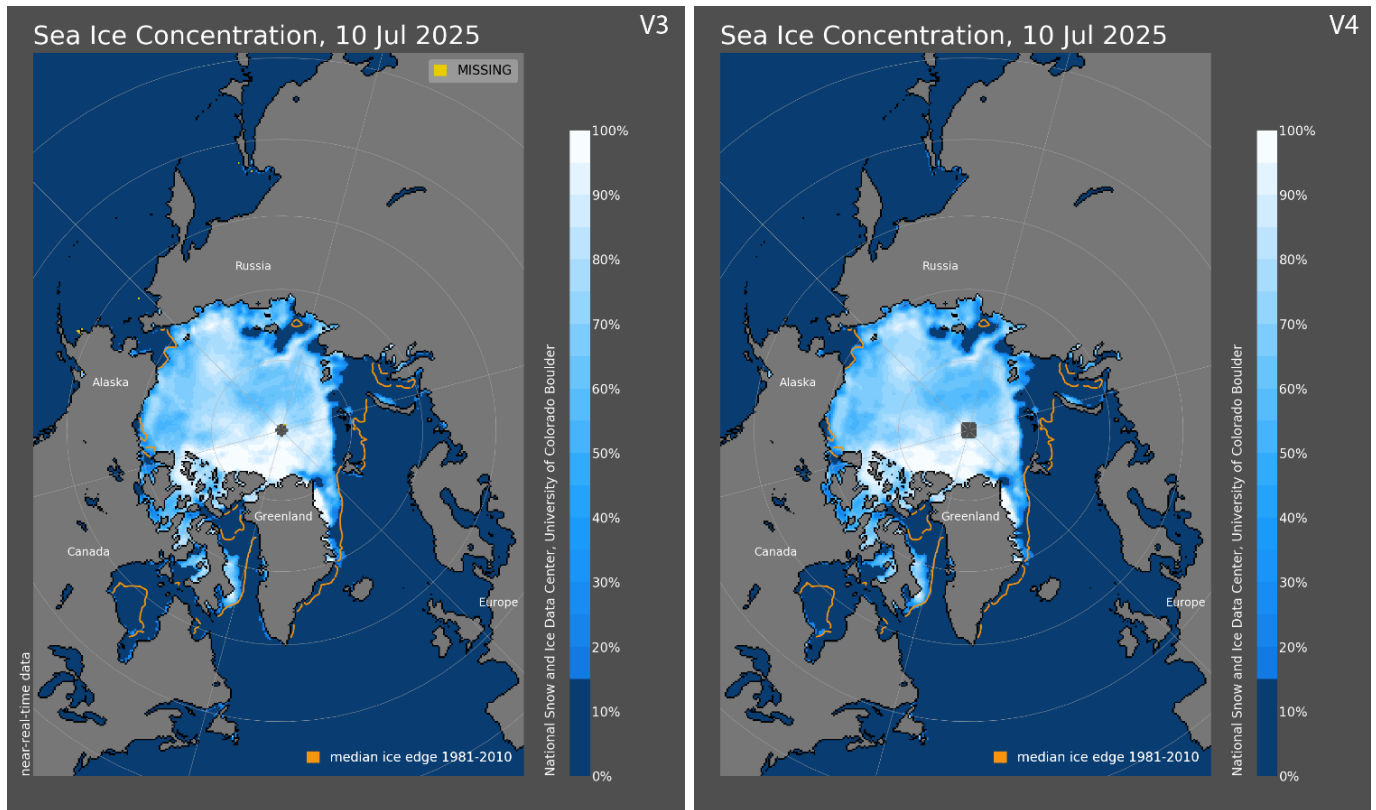 V3
Sea Ice Concentration, 10 Jul 2025
MISSING
100%
90%
80%
70%
60%
50%
40%
30%
20%
10%
0%
Russia
Alaska
Greenland
Canada
Europe
near-real-time data
median ice edge 1981-2010
National Snow and Ice Data Center, University of Colorado Boulder
V4
Sea Ice Concentration, 10 Jul 2025
100%
90%
80%
70%
60%
50%
40%
30%
20%
10%
0%
Russia
Alaska
Greenland
Canada
Europe
median ice edge 1981-2010
National Snow and Ice Data Center, University of Colorado Boulder